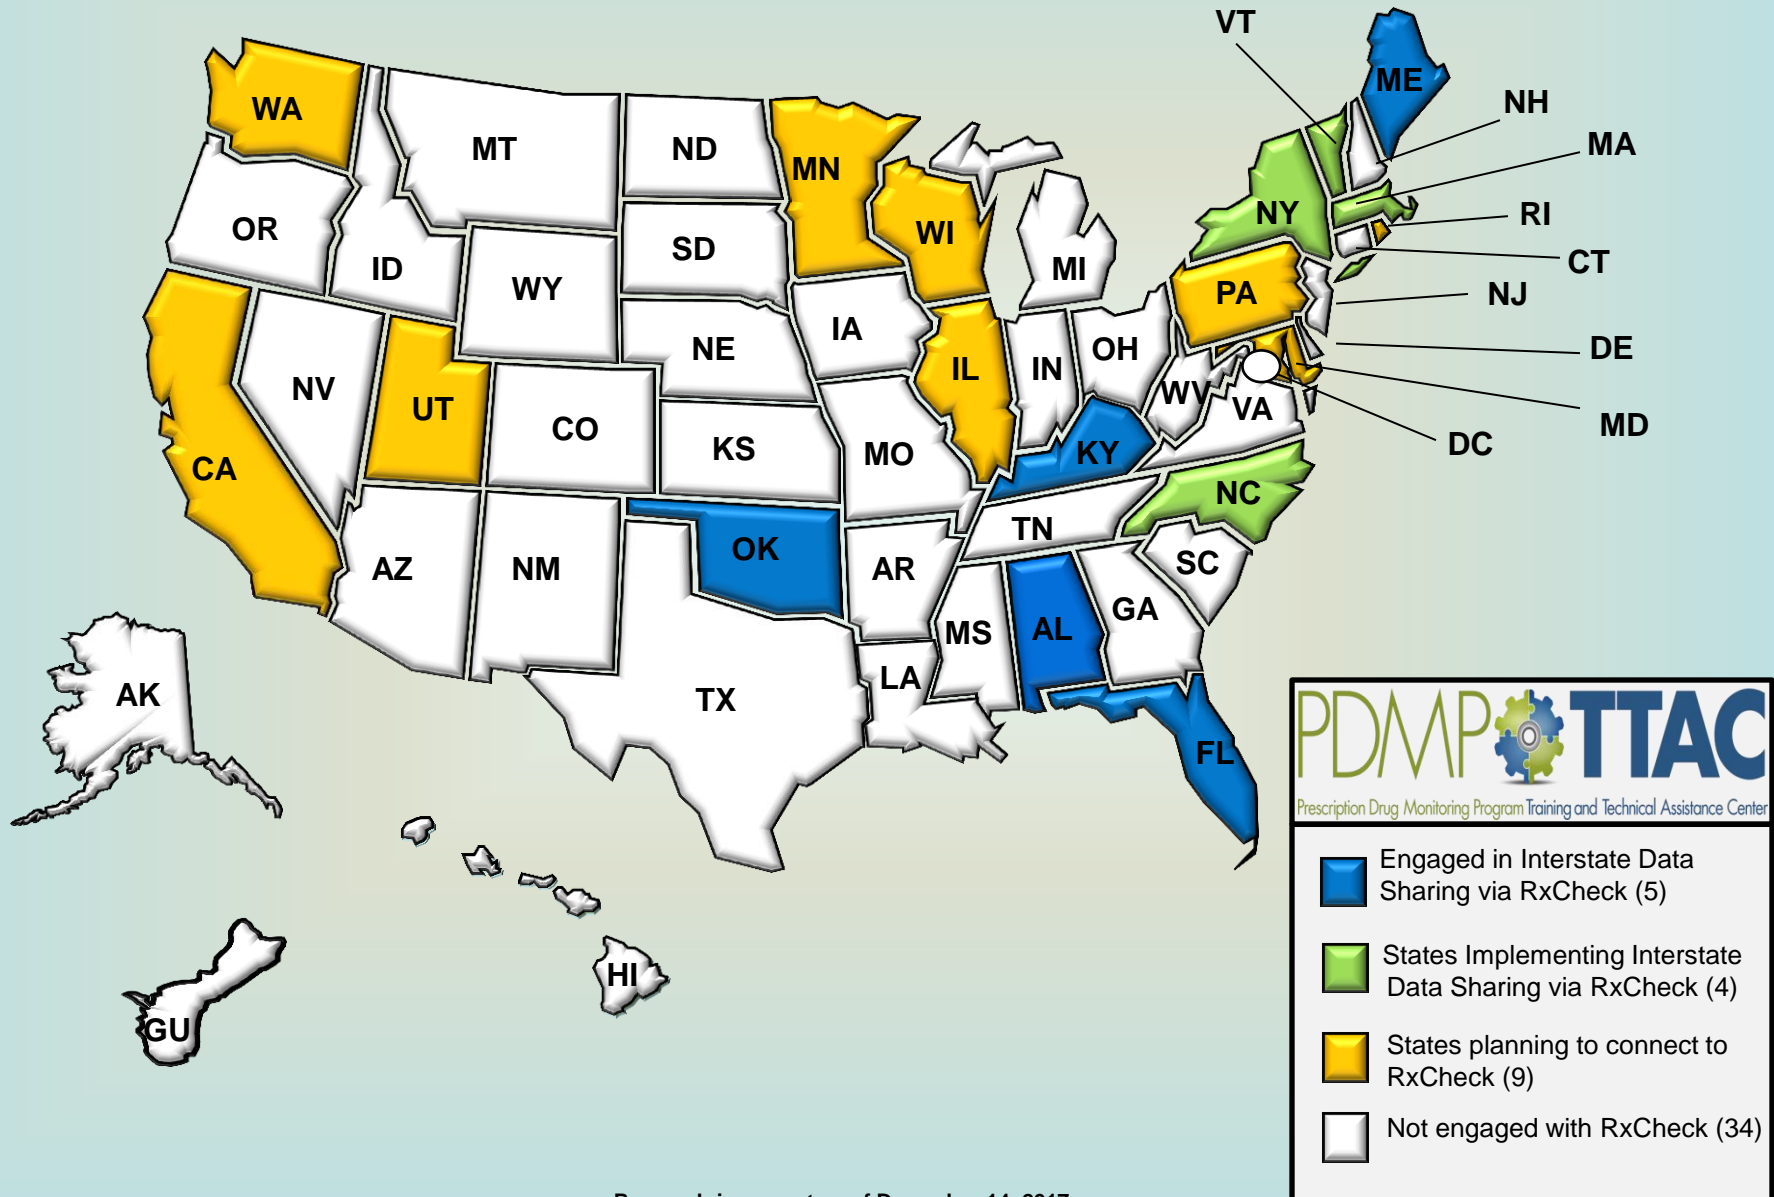 VT
ME
WA
NH
MT
ND
MA
MN
OR
NY
RI
WI
SD
ID
MI
CT
WY
PA
NJ
IA
NE
OH
DE
IL
IN
NV
WV
UT
VA
CO
MD
DC
KS
KY
MO
CA
NC
TN
OK
SC
AZ
NM
AR
GA
MS
AL
LA
AK
TX
FL
HI
GU
PDMP TTAC
Prescription Drug Monitoring Program Training and Technical Assistance Center
Engaged in Interstate Data
Sharing via RxCheck (5)
States Implementing Interstate
Data Sharing via RxCheck (4)
States planning to connect to
RxCheck (9)
Not engaged with RxCheck (34)